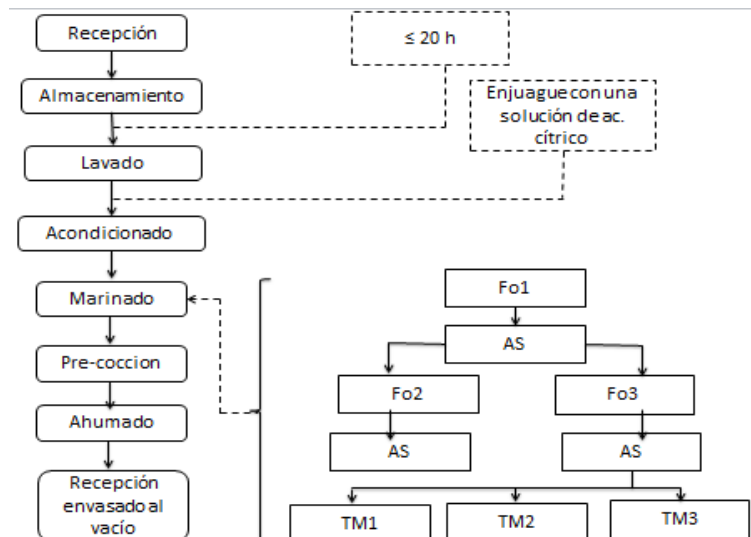 Recepción
≤ 20 h
Almacenamiento
Enjuague con una
solución de ac.
cítrico
Lavado
Acondicionado
Marinado
Fo1
AS
Pre-coccion
Fo2
Fo3
Ahumado
AS
AS
Recepción
envasado al
vacío
TM1
TM2
TM3